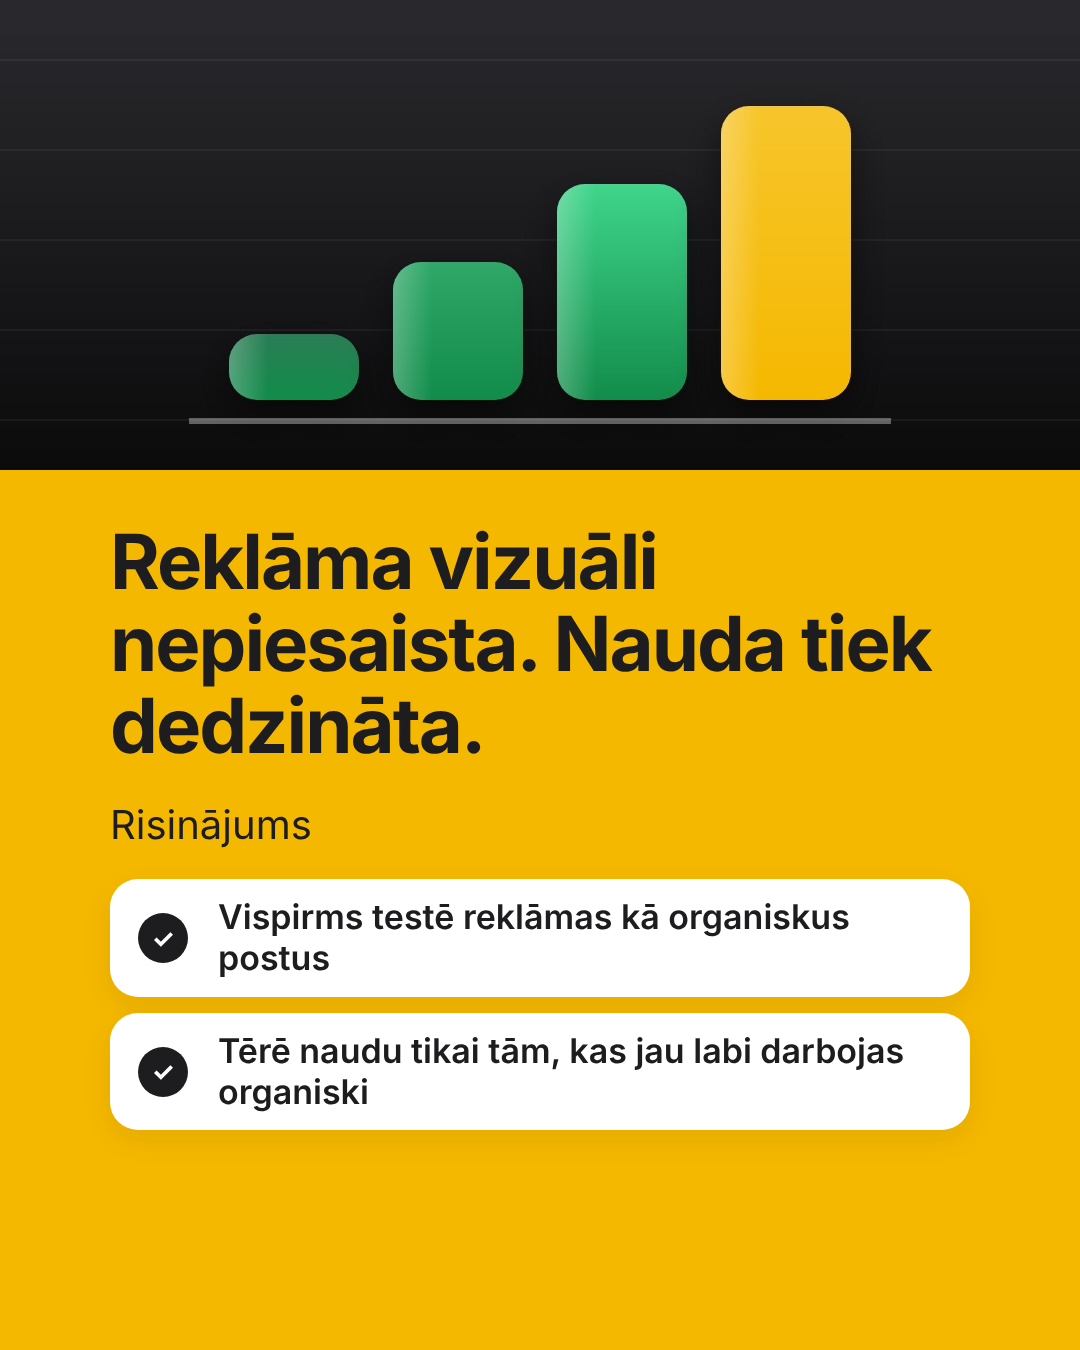 Reklāma vizuāli
nepiesaista. Nauda tiek
dedzināta.
Risinājums
Vispirms testē reklāmas kā organiskus
postus
Tērē naudu tikai tām, kas jau labi darbojas
organiski